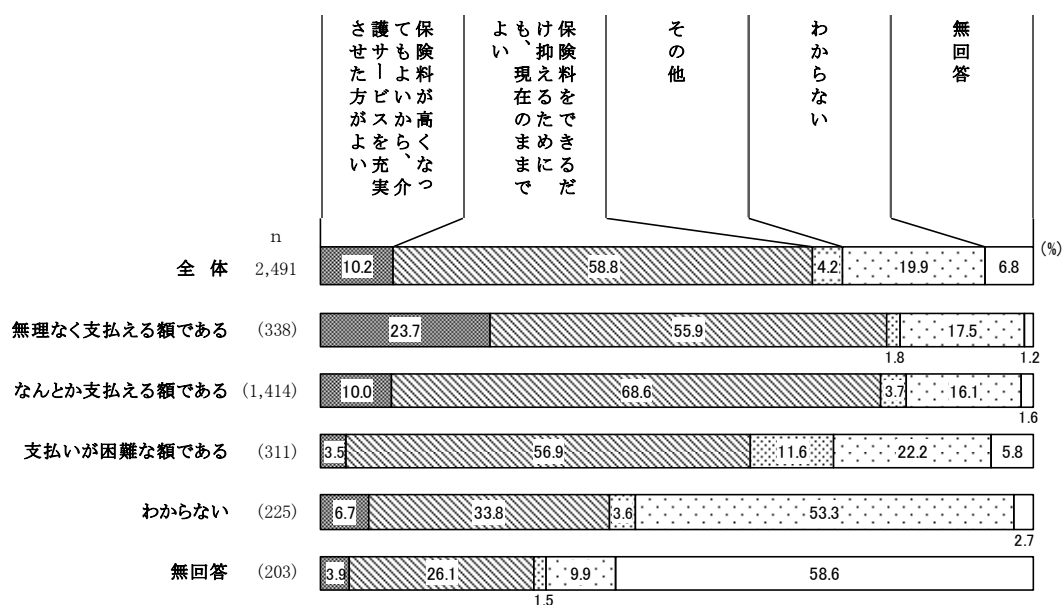 保険料が高くなっ
てもよいから、介
護サービスを充実
させた方がよい
保険料をできるだ
け抑えるために
も、現在のままで
よい
その他
わからない
無回答
n
(%)
全 体 2,491 10.2 58.8 4.2 19.9 6.8
無理なく支払える額である (338) 23.7 55.9 17.5
1.8 1.2
なんとか支払える額である (1,414) 10.0 68.6 3.7 16.1
1.6
支払いが困難な額である (311) 3.5 56.9 11.6 22.2 5.8
わからない (225) 6.7 33.8 3.6 53.3
2.7
無回答 (203) 3.9 26.1 9.9 58.6
1.5